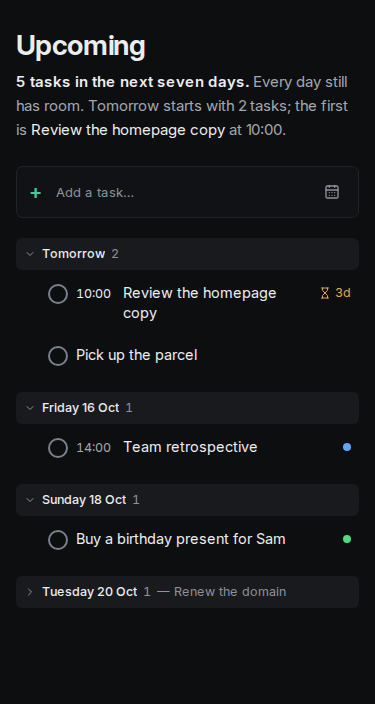 Upcoming
5 tasks in the next seven days. Every day still
has room. Tomorrow starts with 2 tasks; the first
is Review the homepage copy at 10:00.
+ Add a task...
Tomorrow 2
10:00 Review the homepage 3d
copy
Pick up the parcel
Friday 16 Oct 1
14:00 Team retrospective
Sunday 18 Oct 1
Buy a birthday present for Sam
Tuesday 20 Oct 1 — Renew the domain